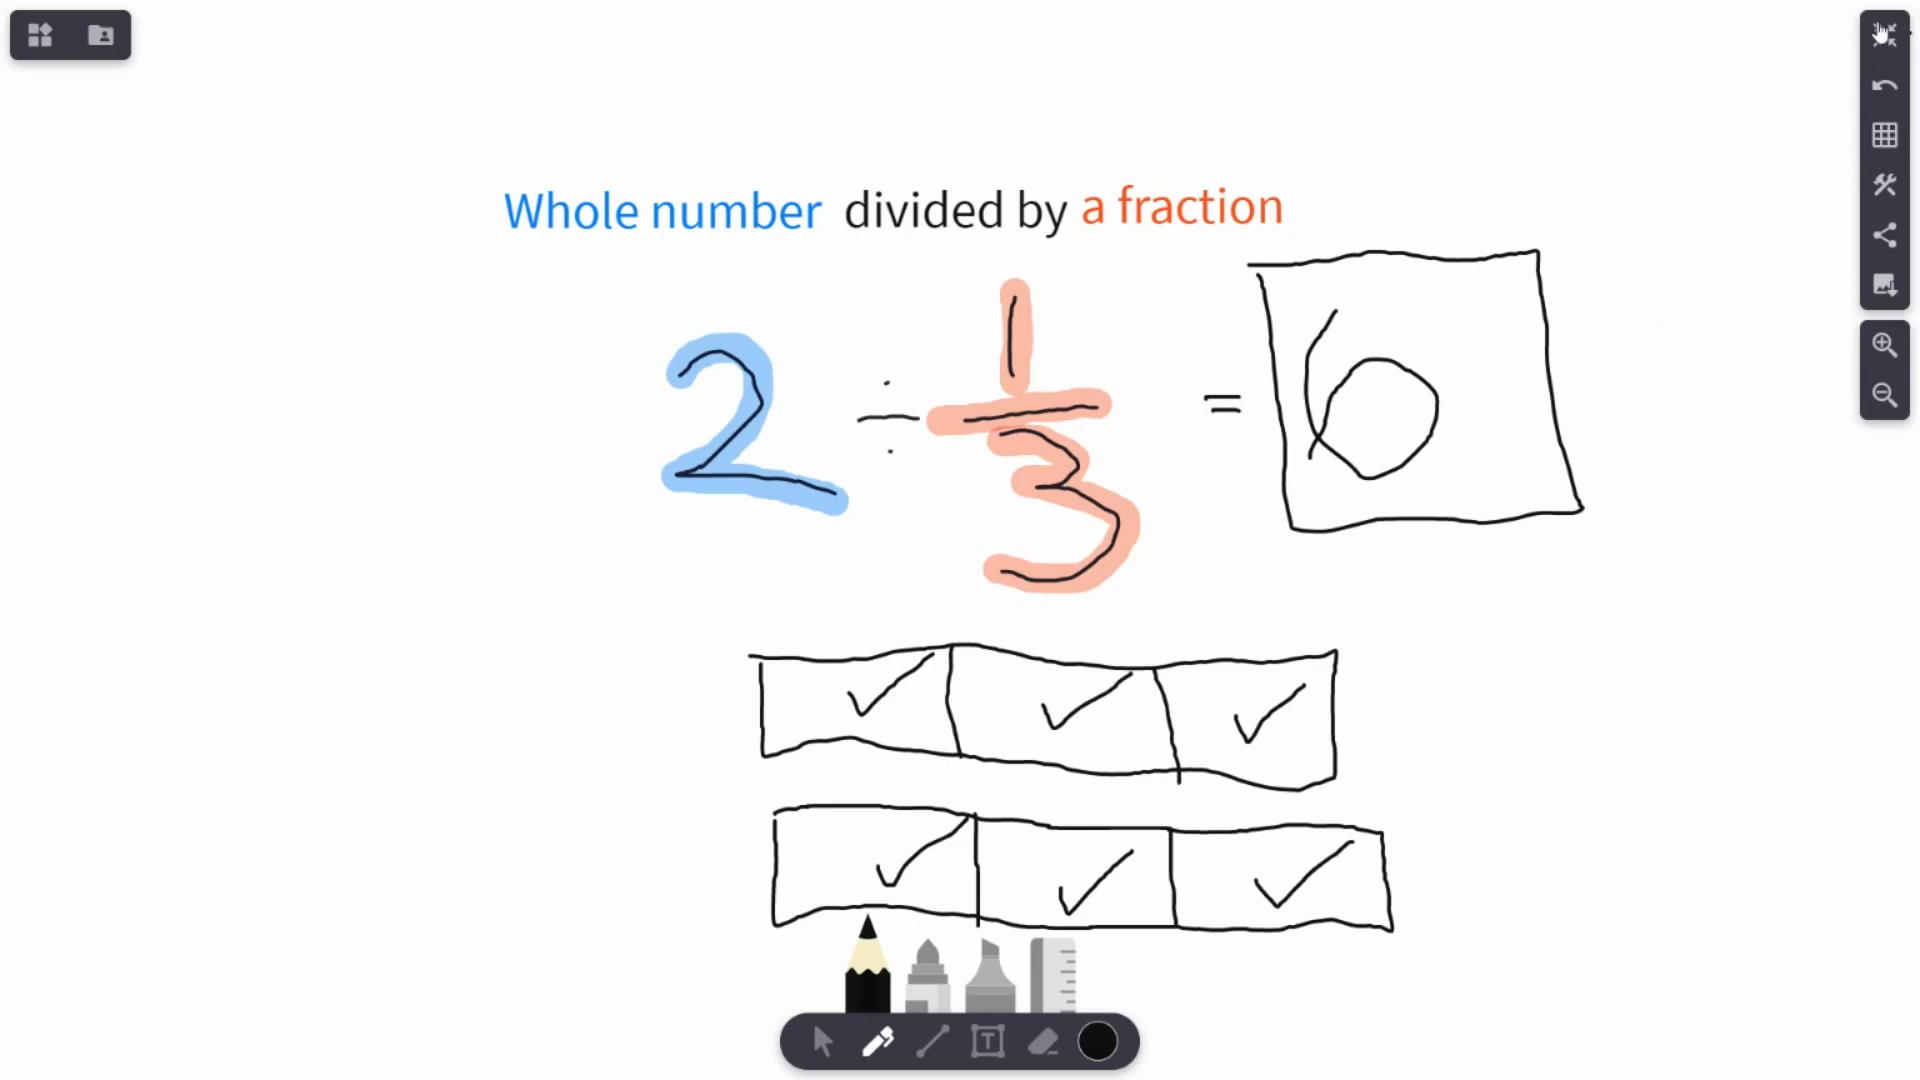 Whole number divided by a fraction
2 ÷ 1/3 = 6